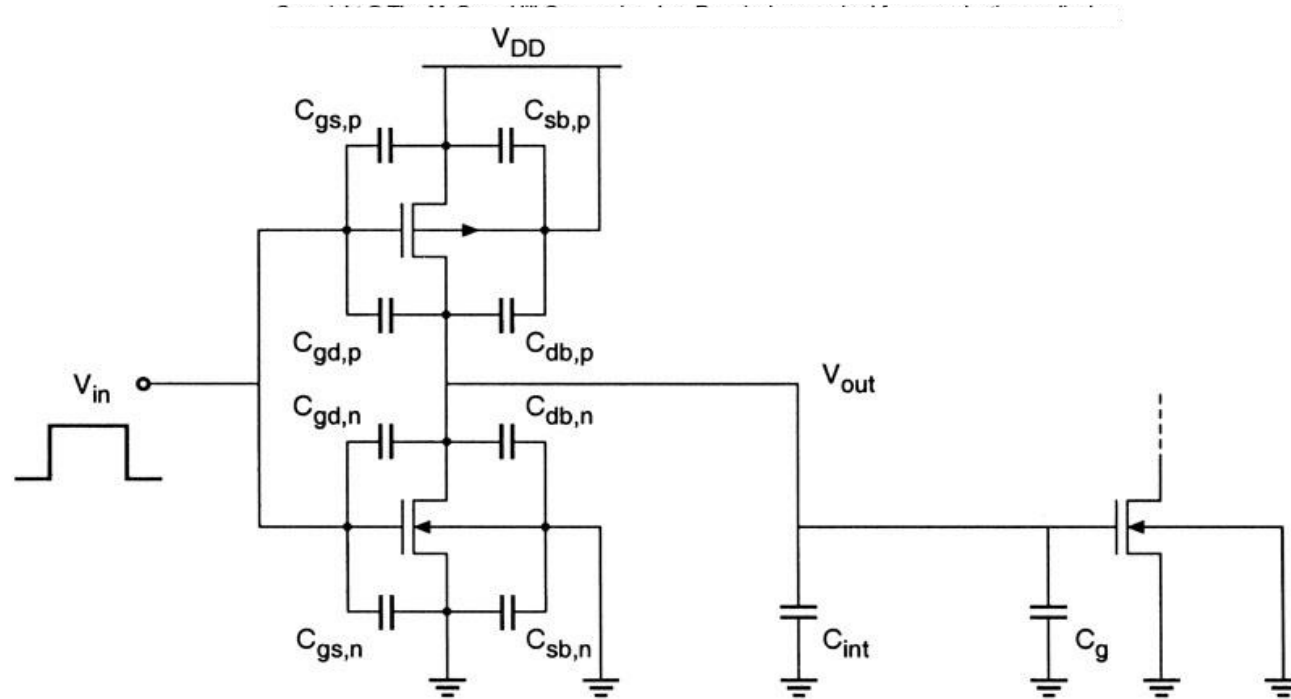 V_DD
C_gs,p
C_sb,p
C_gd,p
C_db,p
V_in
V_out
C_gd,n
C_db,n
C_gs,n
C_sb,n
C_int
C_g